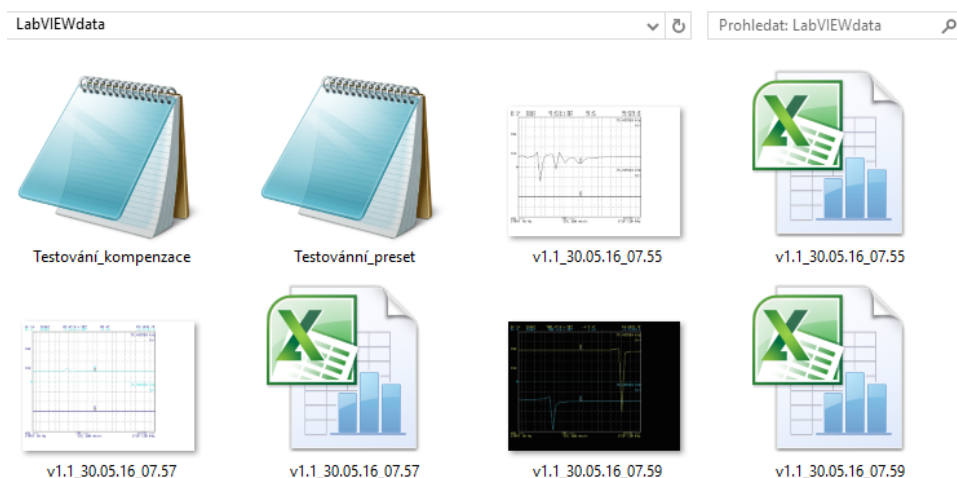 LabVIEWdata
Prohledat: LabVIEWdata
Testování_kompenzace
Testovánní_preset
v1.1_30.05.16_07.55
v1.1_30.05.16_07.55
v1.1_30.05.16_07.57
v1.1_30.05.16_07.57
v1.1_30.05.16_07.59
v1.1_30.05.16_07.59